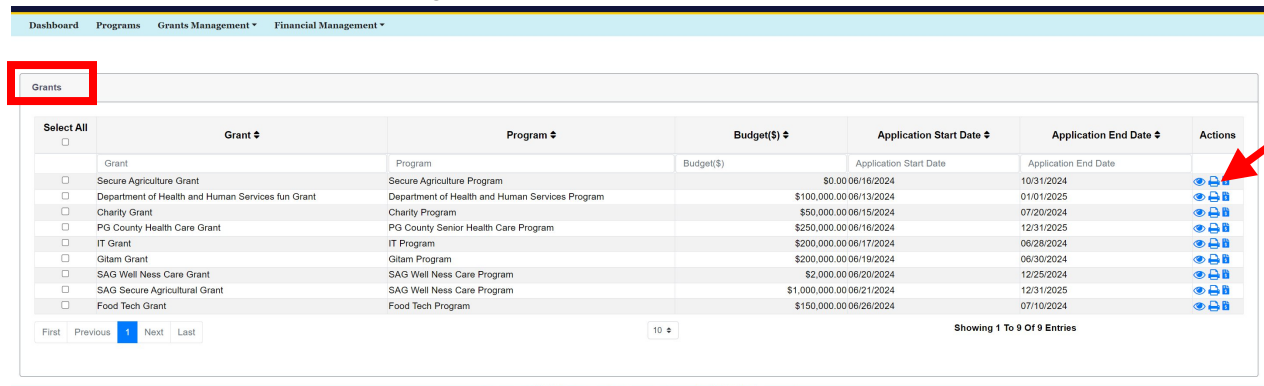 Dashboard Programs Grants Management Financial Management
Grants
Select All Grant Program Budget($) Application Start Date Application End Date Actions
Grant Program Budget($) Application Start Date Application End Date
Secure Agriculture Grant Secure Agriculture Program $0.00 06/16/2024 10/31/2024
Department of Health and Human Services fun Grant Department of Health and Human Services Program $100,000.00 06/13/2024 01/01/2025
Charity Grant Charity Program $50,000.00 06/15/2024 07/20/2024
PG County Health Care Grant PG County Senior Health Care Program $250,000.00 06/16/2024 12/31/2025
IT Grant IT Program $200,000.00 06/17/2024 06/28/2024
Gitam Grant Gitam Program $200,000.00 06/19/2024 06/30/2024
SAG Well Ness Care Grant SAG Well Ness Care Program $2,000.00 06/20/2024 12/25/2024
SAG Secure Agricultural Grant SAG Well Ness Care Program $1,000,000.00 06/21/2024 12/31/2025
Food Tech Grant Food Tech Program $150,000.00 06/26/2024 07/10/2024
First Previous 1 Next Last 10 Showing 1 To 9 Of 9 Entries